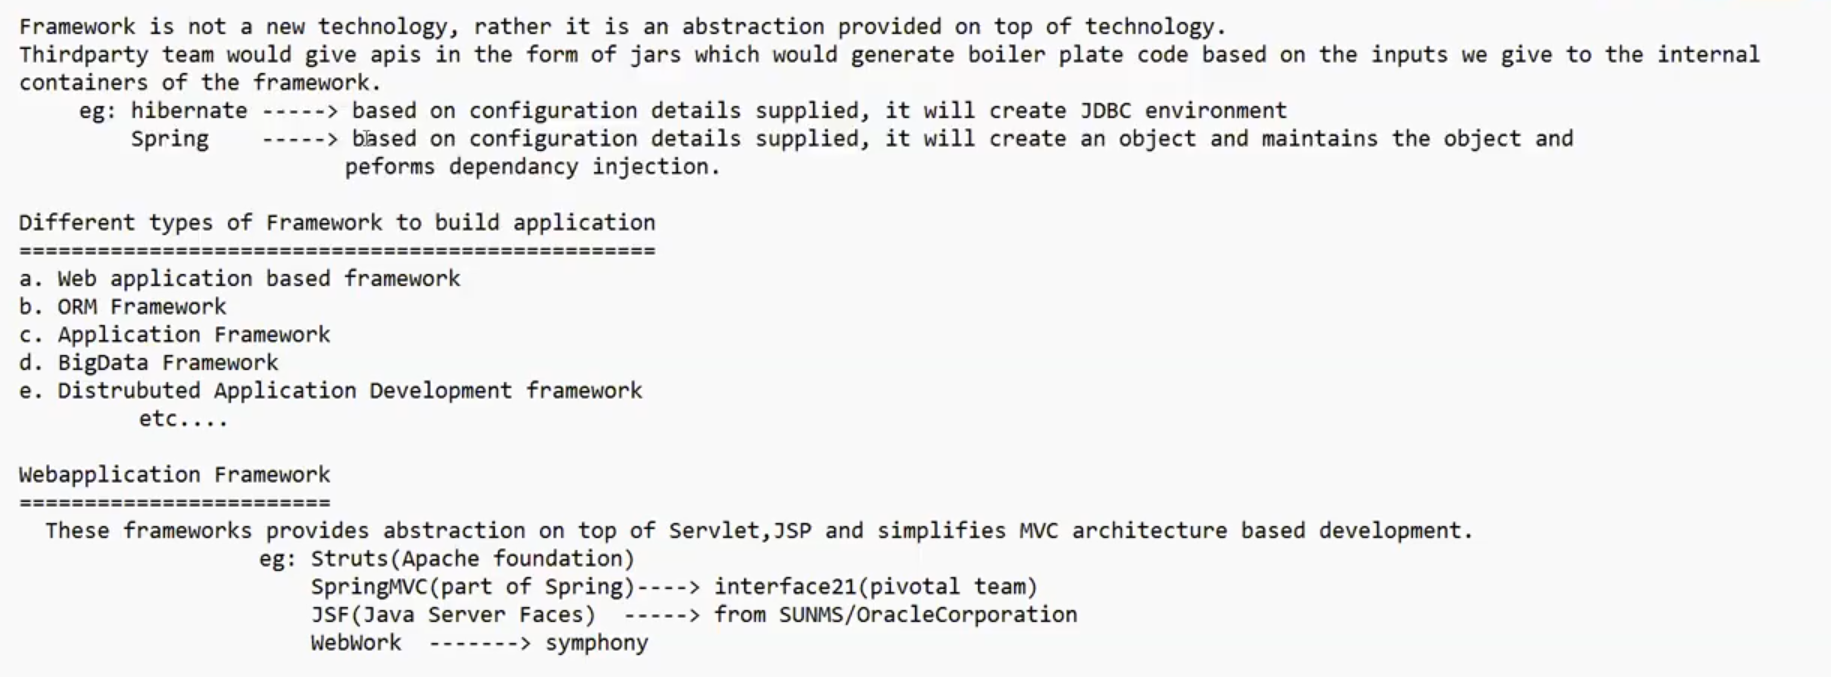 Framework is not a new technology, rather it is an abstraction provided on top of technology.
Thirdparty team would give apis in the form of jars which would generate boiler plate code based on the inputs we give to the internal
containers of the framework.
eg: hibernate -----> based on configuration details supplied, it will create JDBC environment
Spring -----> based on configuration details supplied, it will create an object and maintains the object and
peforms dependancy injection.
Different types of Framework to build application
=================================================
a. Web application based framework
b. ORM Framework
c. Application Framework
d. BigData Framework
e. Distrubuted Application Development framework
etc....
Webapplication Framework
========================
These frameworks provides abstraction on top of Servlet,JSP and simplifies MVC architecture based development.
eg: Struts(Apache foundation)
SpringMVC(part of Spring)----> interface21(pivotal team)
JSF(Java Server Faces) -----> from SUNMS/OracleCorporation
WebWork -------> symphony